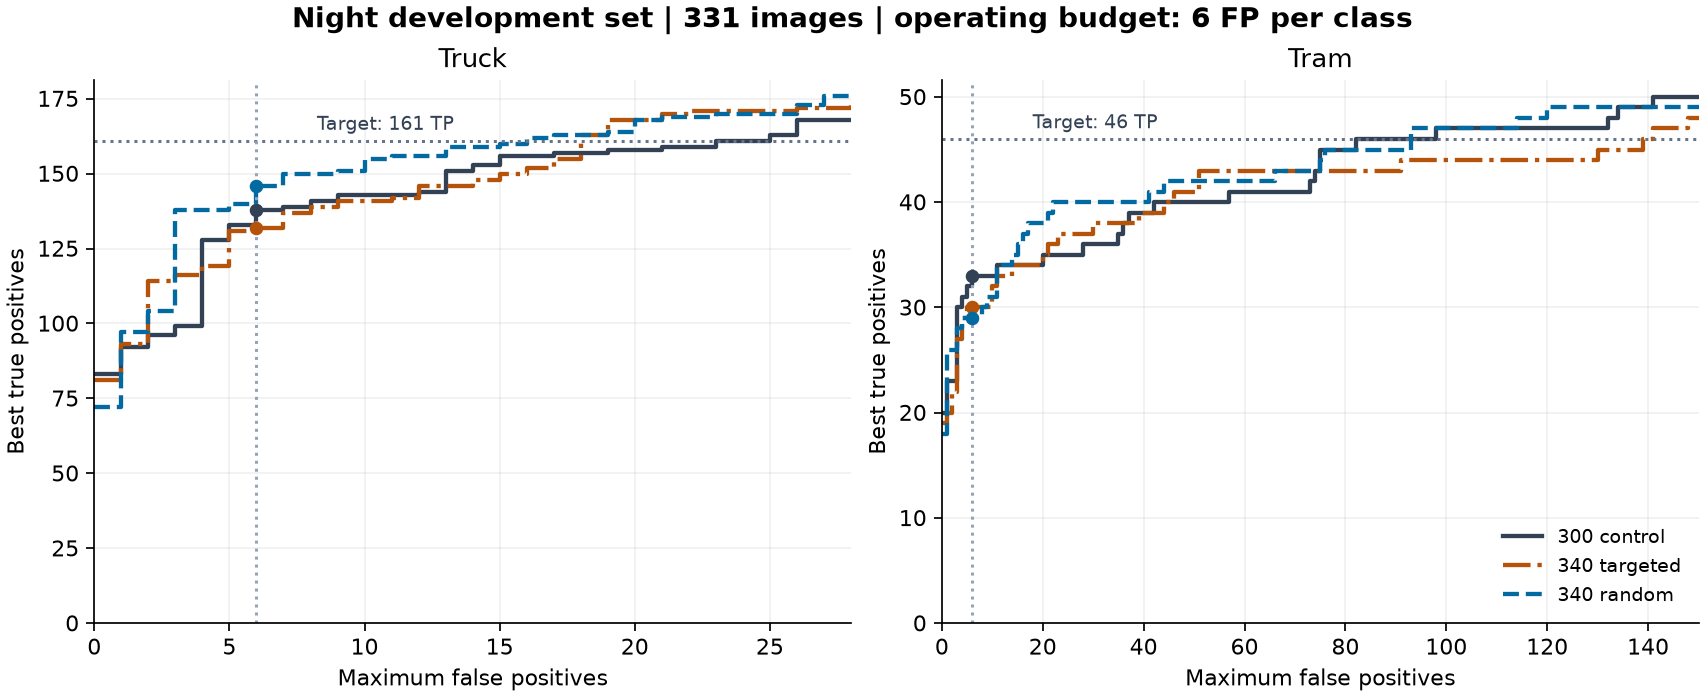 Night development set | 331 images | operating budget: 6 FP per class
Truck
Best true positives
175
150
125
100
75
50
25
0
Target: 161 TP
0 5 10 15 20 25
Maximum false positives
Tram
Best true positives
50
40
30
20
10
0
Target: 46 TP
300 control
340 targeted
340 random
0 20 40 60 80 100 120 140
Maximum false positives